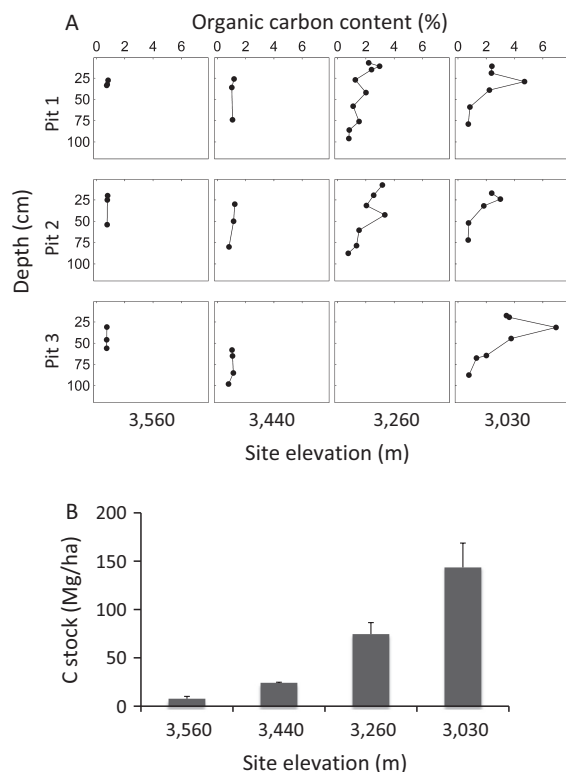 A
Organic carbon content (%)
0 2 4 6 0 2 4 6 0 2 4 6 0 2 4 6
Depth (cm)
Pit 1
25
50
75
100
Pit 2
25
50
75
100
Pit 3
25
50
75
100
3,560 3,440 3,260 3,030
Site elevation (m)
B
C stock (Mg/ha)
200
150
100
50
0
3,560 3,440 3,260 3,030
Site elevation (m)